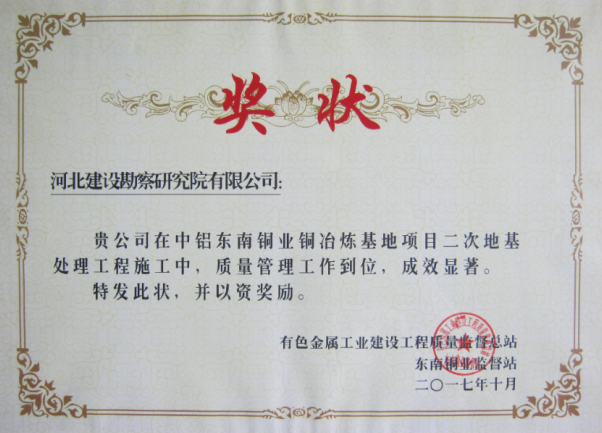 奖状
河北建设勘察研究院有限公司:
贵公司在中铝东南铜业铜冶炼基地项目二次地基
处理工程施工中，质量管理工作到位，成效显著。
特发此状，并以资奖励。
有色金属工业建设工程质量监督总站
东南铜业监督站
二〇一七年十月